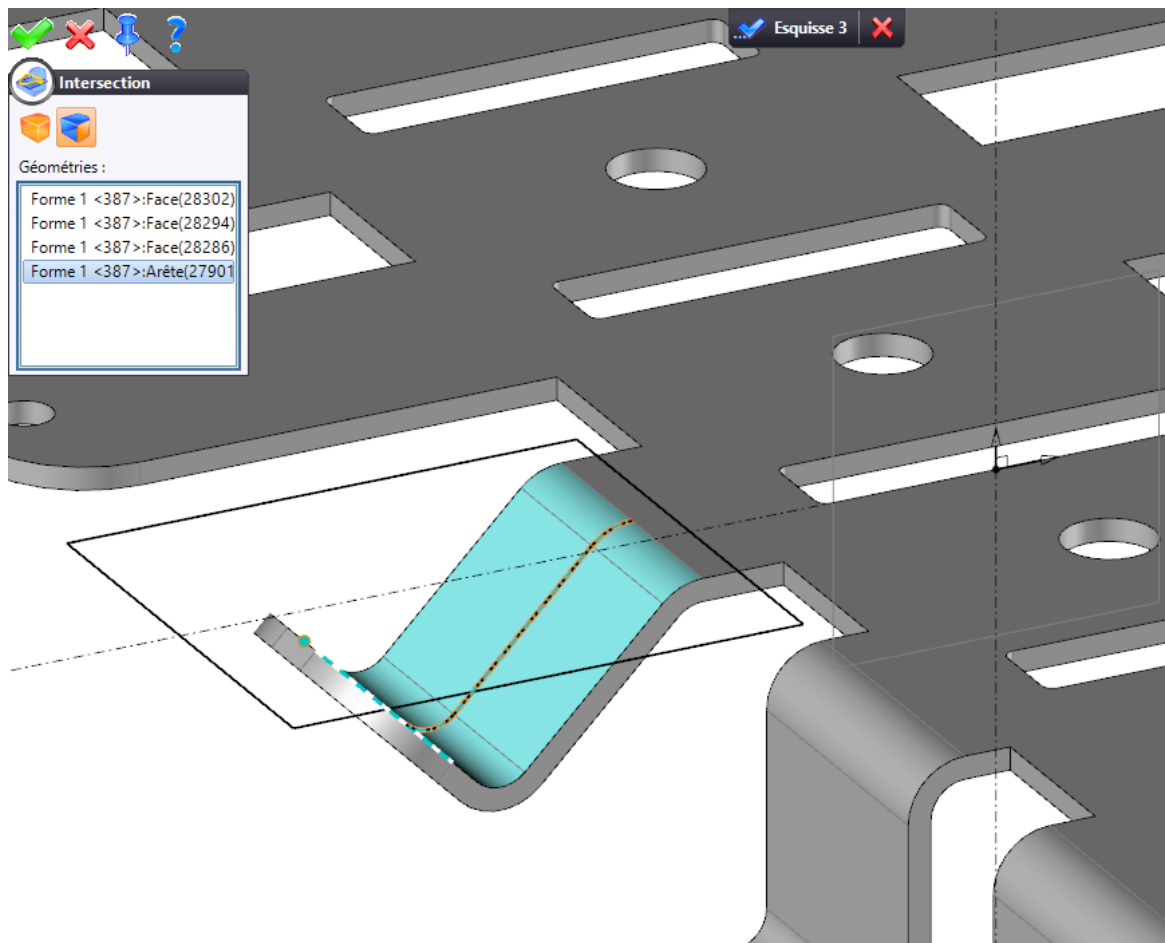 Esquisse 3
Intersection
Géométries :
Forme 1 <387>:Face(28302)
Forme 1 <387>:Face(28294)
Forme 1 <387>:Face(28286)
Forme 1 <387>:Arête(27901